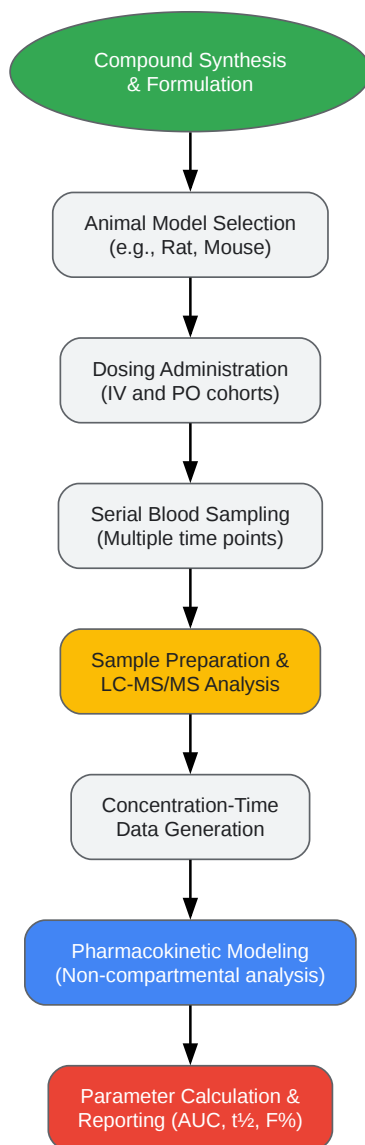 Compound Synthesis
& Formulation
Animal Model Selection
(e.g., Rat, Mouse)
Dosing Administration
(IV and PO cohorts)
Serial Blood Sampling
(Multiple time points)
Sample Preparation &
LC-MS/MS Analysis
Concentration-Time
Data Generation
Pharmacokinetic Modeling
(Non-compartmental analysis)
Parameter Calculation &
Reporting (AUC, t½, F%)